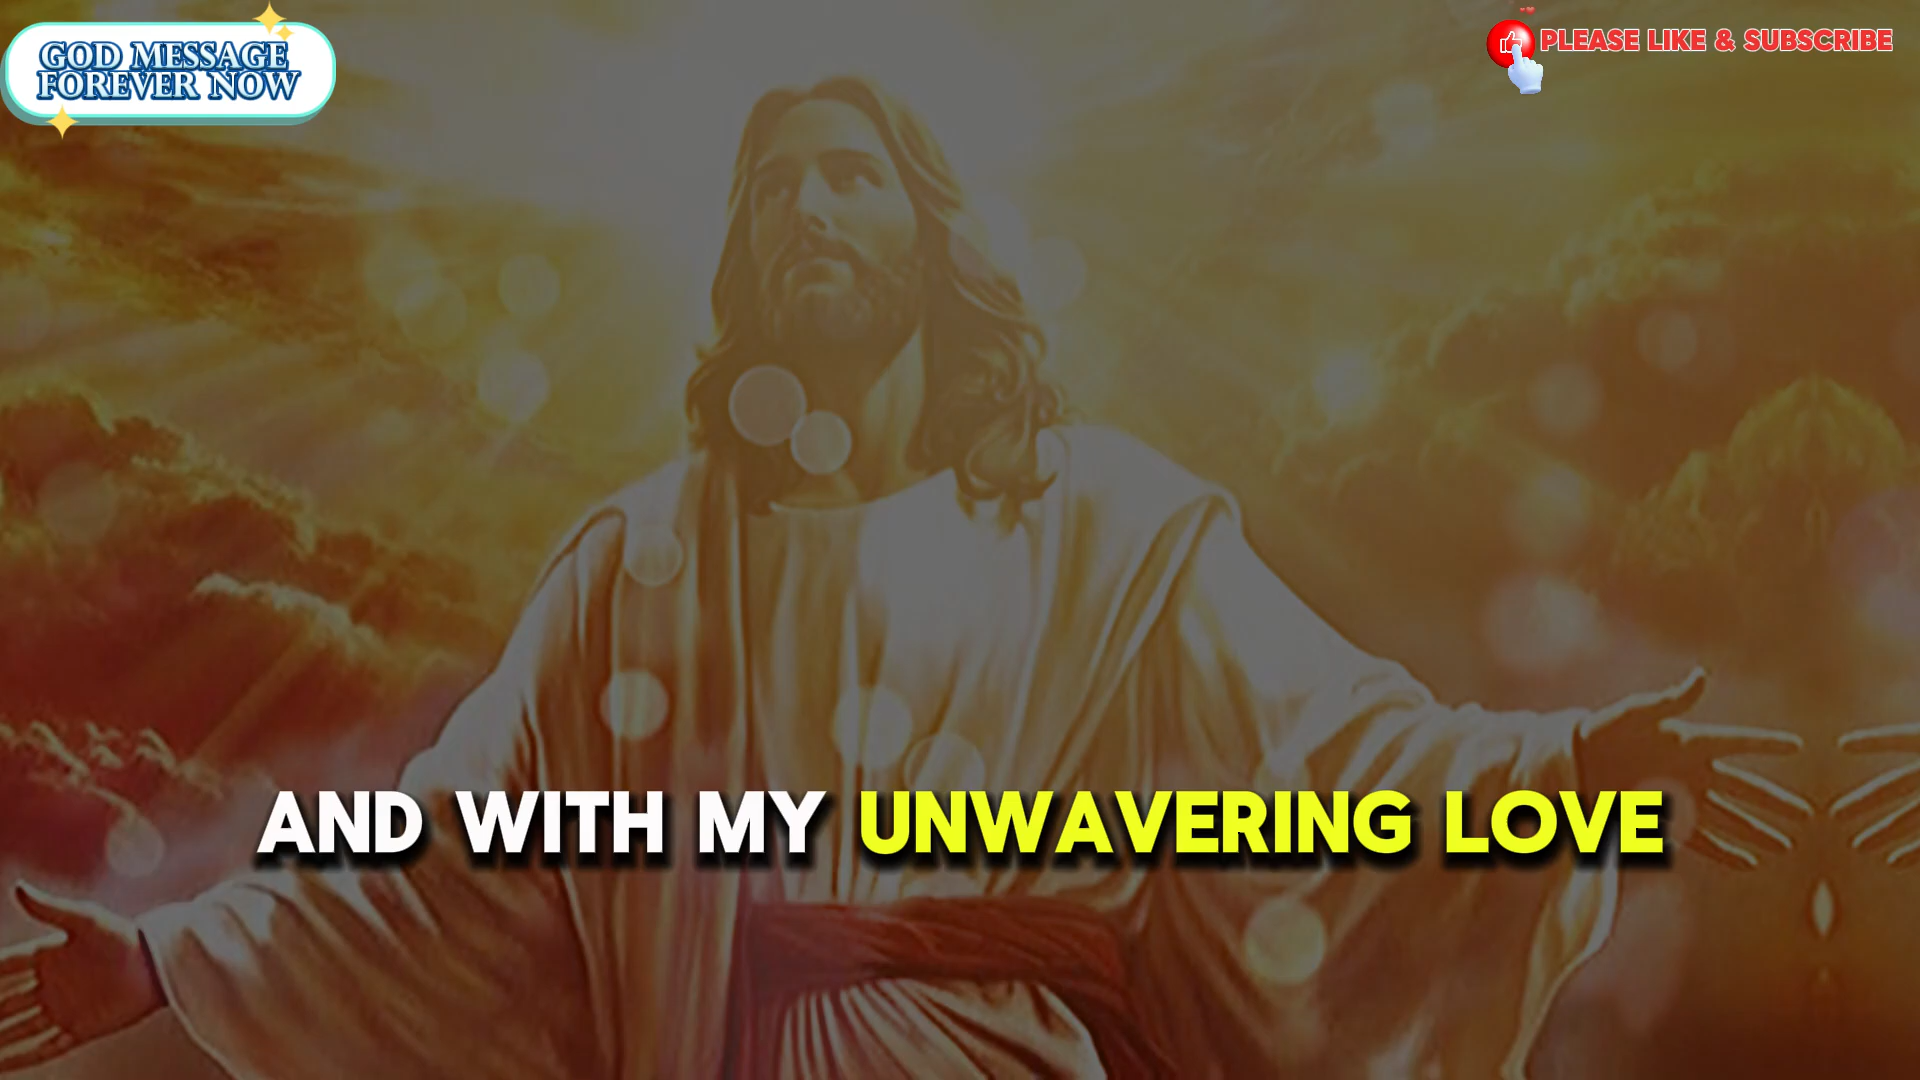 GOD MESSAGE
FOREVER NOW
PLEASE LIKE & SUBSCRIBE
AND WITH MY UNWAVERING LOVE